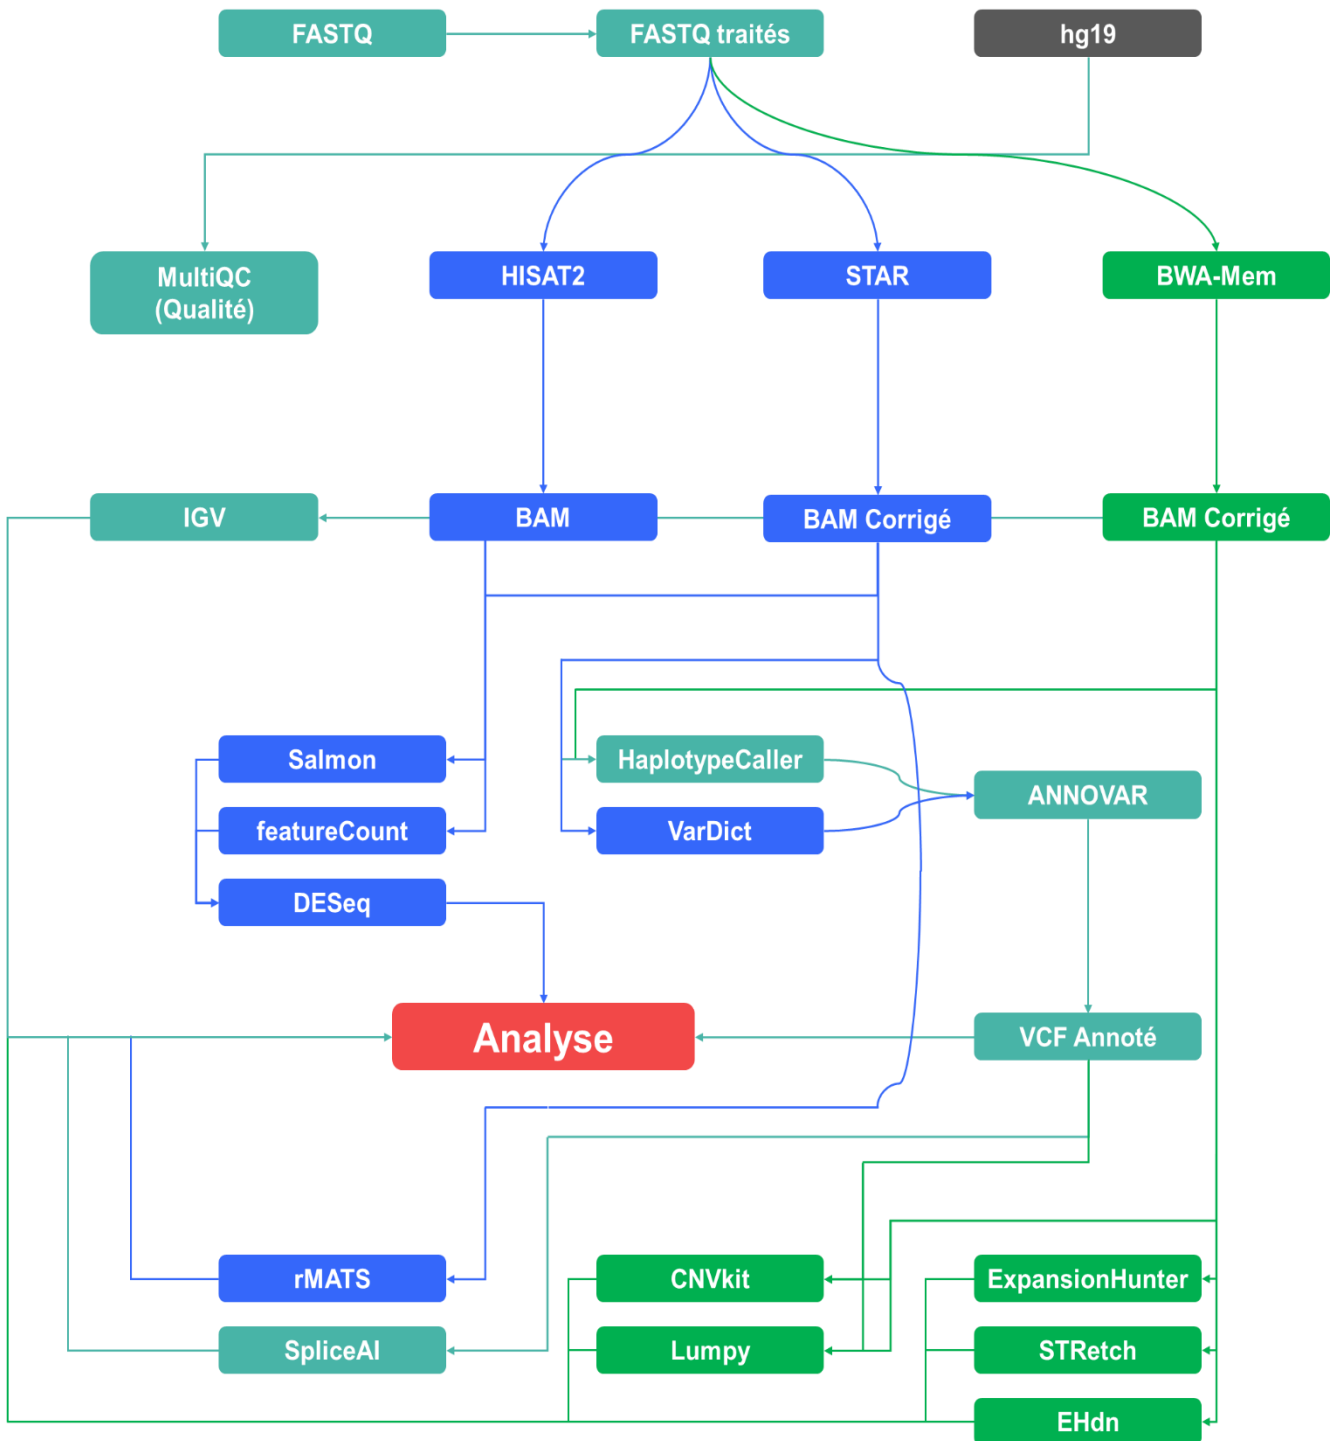 FASTQ
FASTQ traités
hg19
MultiQC
(Qualité)
HISAT2
STAR
BWA-Mem
IGV
BAM
BAM Corrigé
BAM Corrigé
Salmon
HaplotypeCaller
ANNOVAR
featureCount
VarDict
DESeq
Analyse
VCF Annoté
rMATS
CNVkit
ExpansionHunter
SpliceAI
Lumpy
STRetch
EHdn